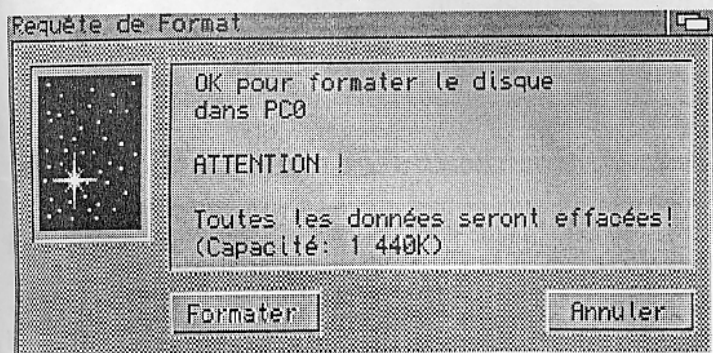 Requête de Format
OK pour formater le disque
dans PC0
ATTENTION !
Toutes les données seront effacées!
(Capacité: 1 440K)
Formater
Annuler